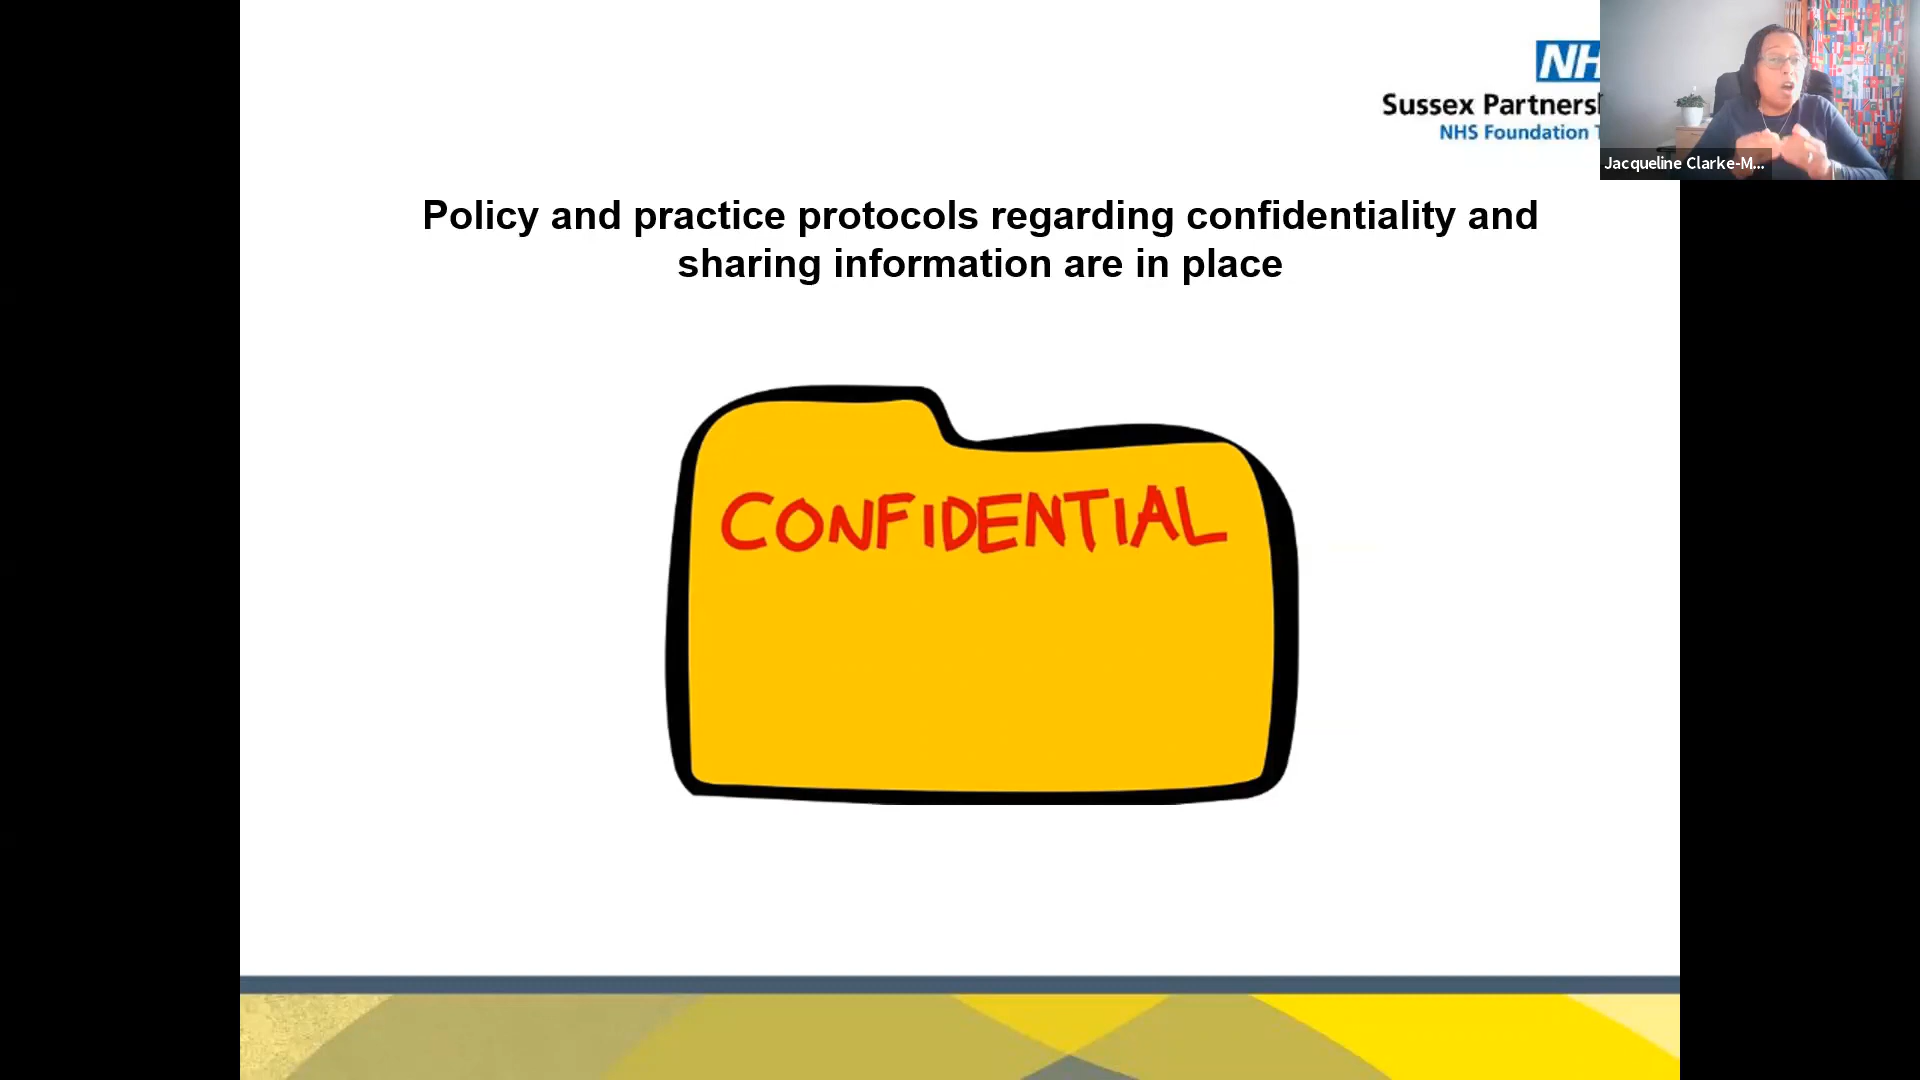 NH
Sussex Partners
NHS Foundation
Jacqueline Clarke-M...
Policy and practice protocols regarding confidentiality and
sharing information are in place
CONFIDENTIAL